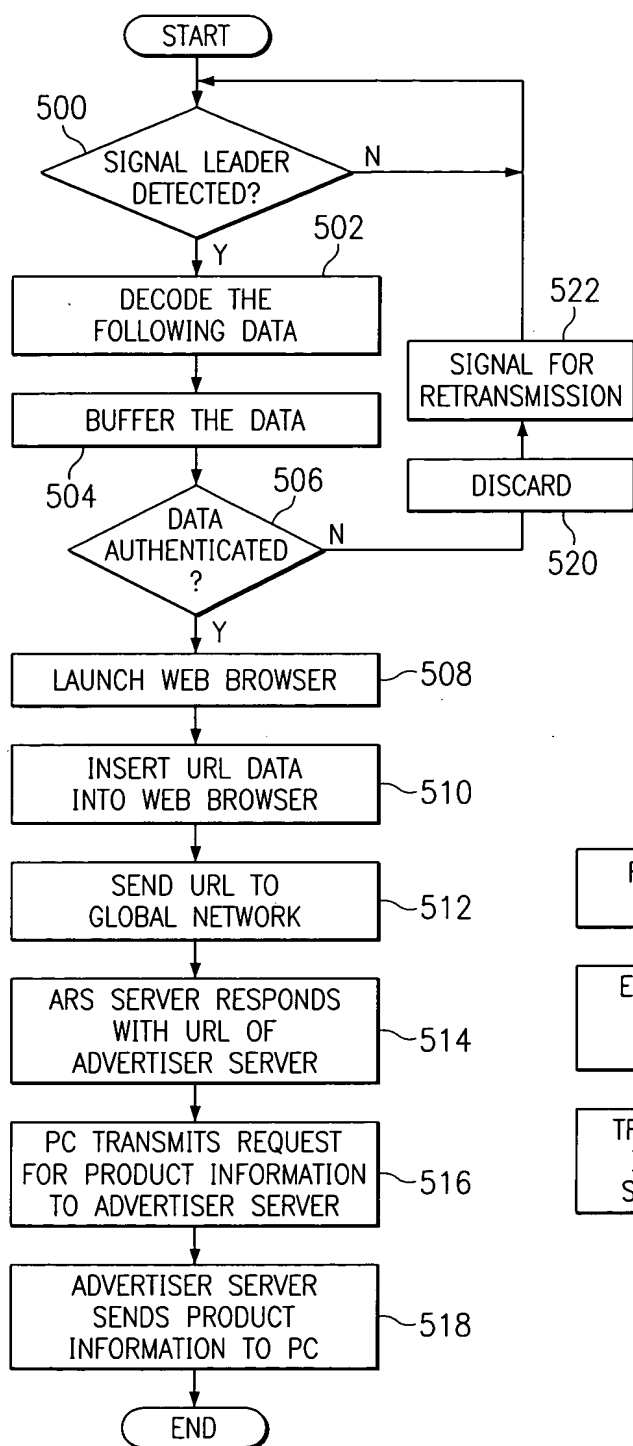 START
500
SIGNAL LEADER
DETECTED?
N
Y
502
DECODE THE
FOLLOWING DATA
522
SIGNAL FOR
RETRANSMISSION
BUFFER THE DATA
504
506
DISCARD
520
DATA
AUTHENTICATED
?
N
Y
LAUNCH WEB BROWSER
508
INSERT URL DATA
INTO WEB BROWSER
510
SEND URL TO
GLOBAL NETWORK
512
ARS SERVER RESPONDS
WITH URL OF
ADVERTISER SERVER
514
PC TRANSMITS REQUEST
FOR PRODUCT INFORMATION
TO ADVERTISER SERVER
516
ADVERTISER SERVER
SENDS PRODUCT
INFORMATION TO PC
518
END